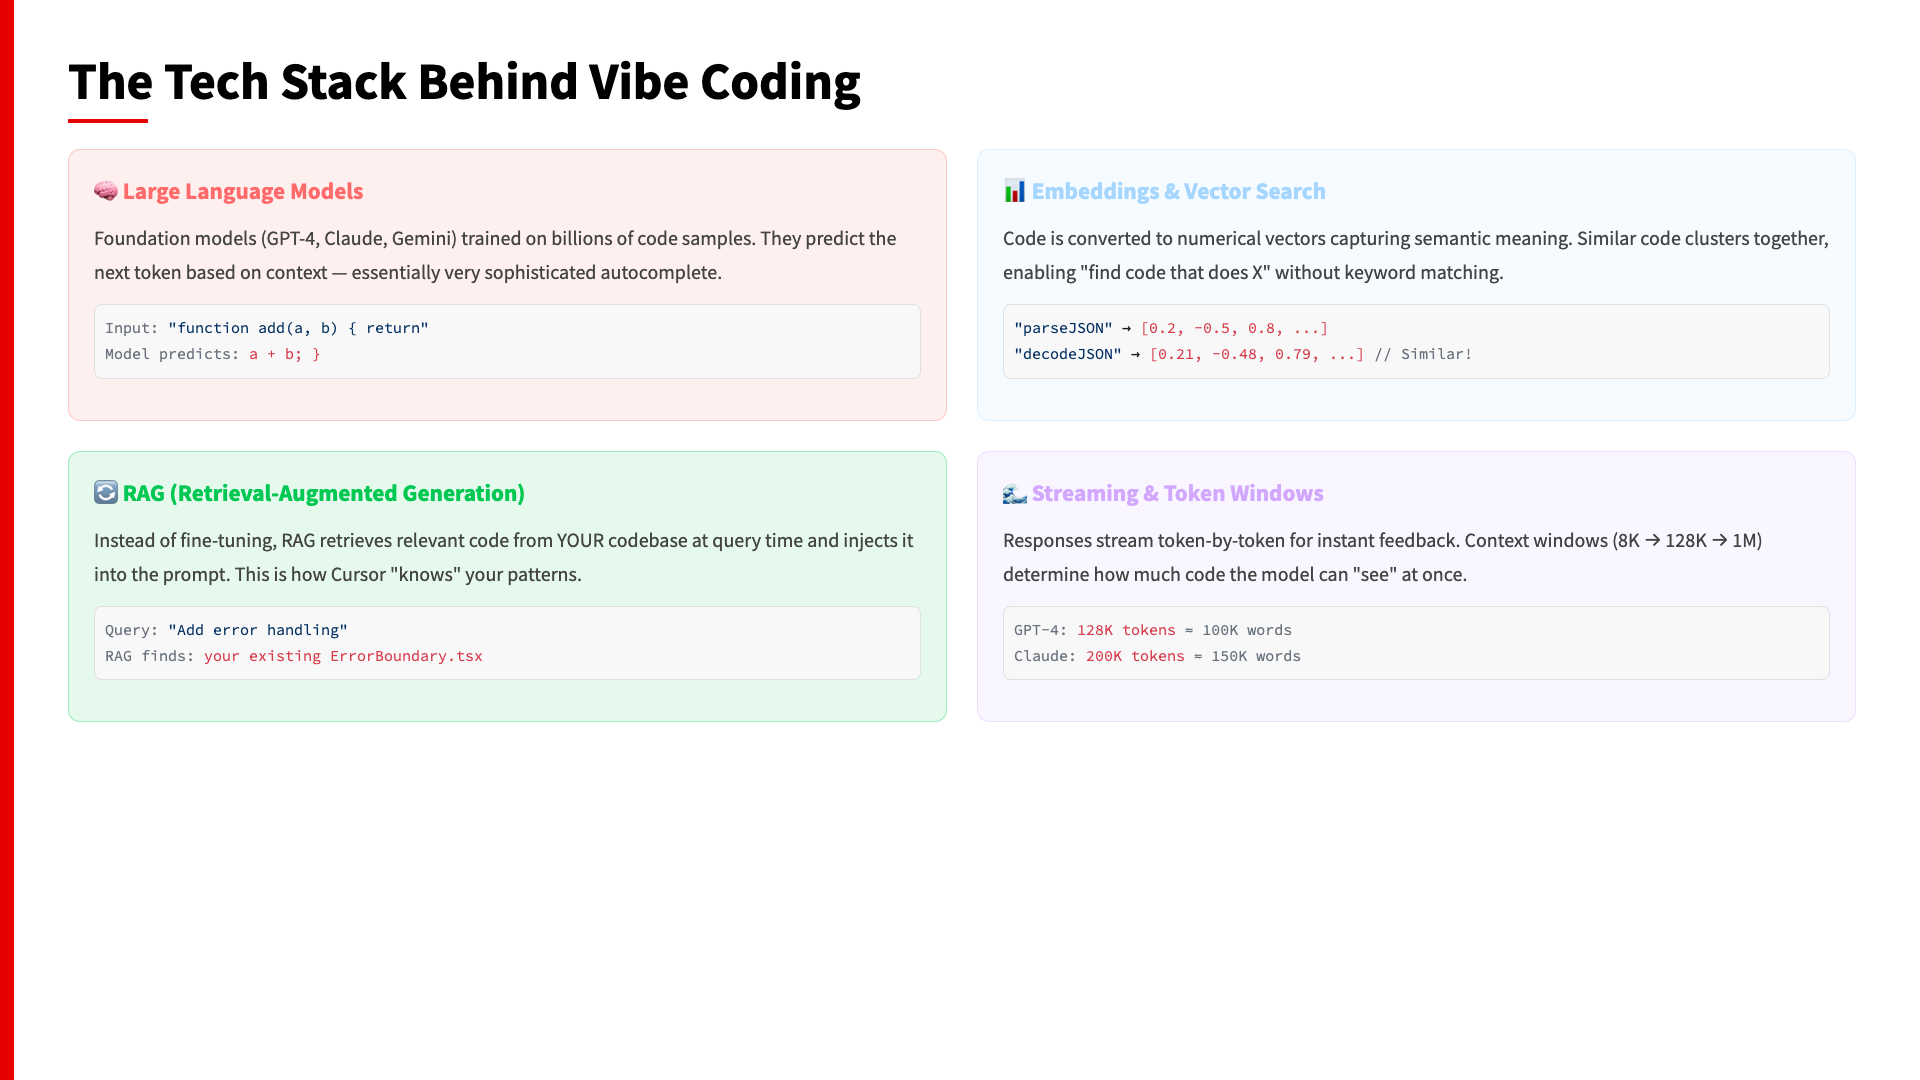 The Tech Stack Behind Vibe Coding
🧠 Large Language Models
Foundation models (GPT-4, Claude, Gemini) trained on billions of code samples. They predict the
next token based on context — essentially very sophisticated autocomplete.
Input: "function add(a, b) { return"
Model predicts: a + b; }
📊 Embeddings & Vector Search
Code is converted to numerical vectors capturing semantic meaning. Similar code clusters together,
enabling "find code that does X" without keyword matching.
"parseJSON" → [0.2, -0.5, 0.8, ...]
"decodeJSON" → [0.21, -0.48, 0.79, ...] // Similar!
🔄 RAG (Retrieval-Augmented Generation)
Instead of fine-tuning, RAG retrieves relevant code from YOUR codebase at query time and injects it
into the prompt. This is how Cursor "knows" your patterns.
Query: "Add error handling"
RAG finds: your existing ErrorBoundary.tsx
🌊 Streaming & Token Windows
Responses stream token-by-token for instant feedback. Context windows (8K → 128K → 1M)
determine how much code the model can "see" at once.
GPT-4: 128K tokens ≈ 100K words
Claude: 200K tokens ≈ 150K words